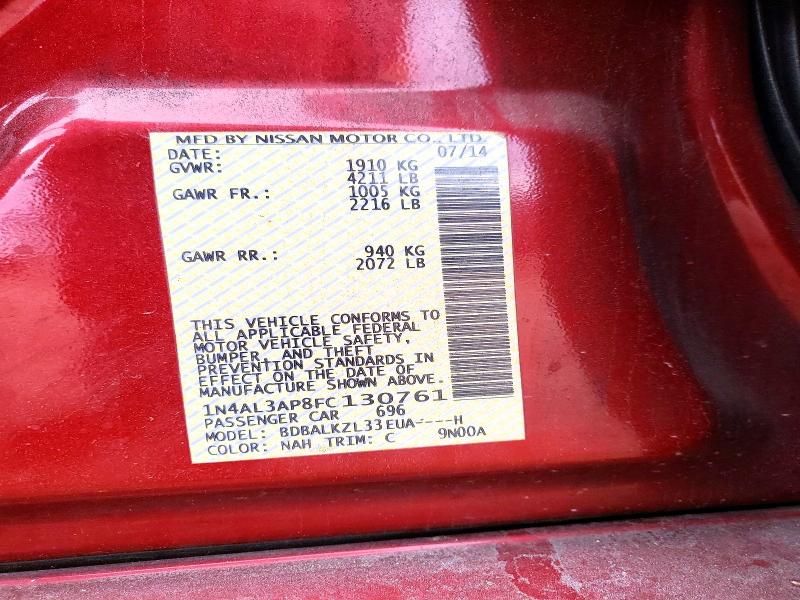 MFD BY NISSAN MOTOR CO., LTD.
DATE: 07/14
GVWR: 1910 KG
4211 LB
GAWR FR.: 1005 KG
2216 LB
GAWR RR.: 940 KG
2072 LB
THIS VEHICLE CONFORMS TO
ALL APPLICABLE FEDERAL
MOTOR VEHICLE SAFETY,
BUMPER, AND THEFT
PREVENTION STANDARDS IN
EFFECT ON THE DATE OF
MANUFACTURE SHOWN ABOVE.
1N4AL3AP8FC130761
PASSENGER CAR 696
MODEL: BDBALKZL33EUA----H
COLOR: NAH TRIM: C 9N00A